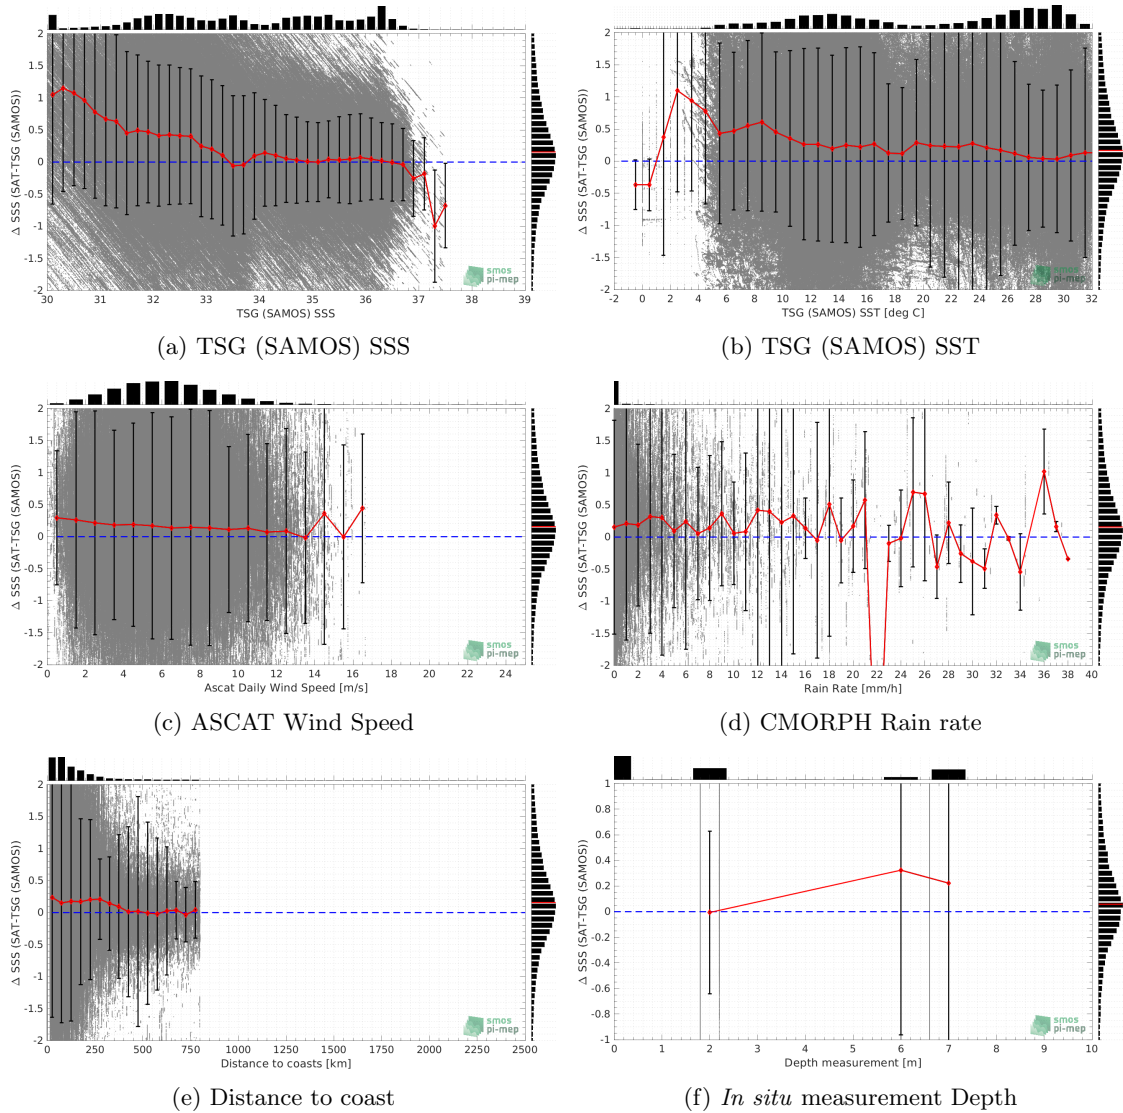 2
1.5
1
0.5
0
-0.5
-1
-1.5
-2
Δ SSS (SAT-TSG (SAMOS))
30 31 32 33 34 35 36 37 38 39
TSG (SAMOS) SSS
smos
pi-mep
(a) TSG (SAMOS) SSS
2
1.5
1
0.5
0
-0.5
-1
-1.5
-2
Δ SSS (SAT-TSG (SAMOS))
-2 0 2 4 6 8 10 12 14 16 18 20 22 24 26 28 30 32
TSG (SAMOS) SST [deg C]
smos
pi-mep
(b) TSG (SAMOS) SST
2
1.5
1
0.5
0
-0.5
-1
-1.5
-2
Δ SSS (SAT-TSG (SAMOS))
0 2 4 6 8 10 12 14 16 18 20 22 24
Ascat Daily Wind Speed [m/s]
smos
pi-mep
(c) ASCAT Wind Speed
2
1.5
1
0.5
0
-0.5
-1
-1.5
-2
Δ SSS (SAT-TSG (SAMOS))
0 2 4 6 8 10 12 14 16 18 20 22 24 26 28 30 32 34 36 38 40
Rain Rate [mm/h]
smos
pi-mep
(d) CMORPH Rain rate
2
1.5
1
0.5
0
-0.5
-1
-1.5
-2
Δ SSS (SAT-TSG (SAMOS))
0 250 500 750 1000 1250 1500 1750 2000 2250 2500
Distance to coasts [km]
smos
pi-mep
(e) Distance to coast
1
0.8
0.6
0.4
0.2
0
-0.2
-0.4
-0.6
-0.8
-1
Δ SSS (SAT-TSG (SAMOS))
0 1 2 3 4 5 6 7 8 9 10
Depth measurement [m]
smos
pi-mep
(f) In situ measurement Depth